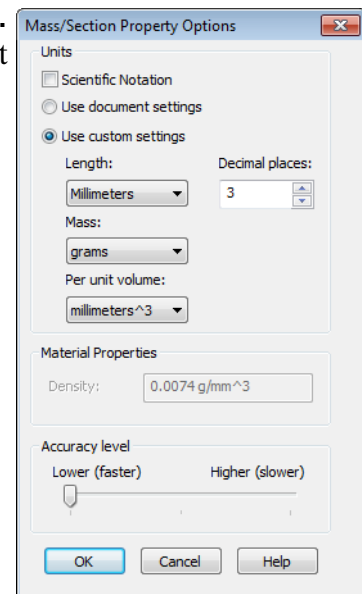 .
t
Mass/Section Property Options
Units
Scientific Notation
Use document settings
Use custom settings
Length: Decimal places:
Millimeters 3
Mass:
grams
Per unit volume:
millimeters^3
Material Properties
Density: 0.0074 g/mm^3
Accuracy level
Lower (faster) Higher (slower)
OK Cancel Help